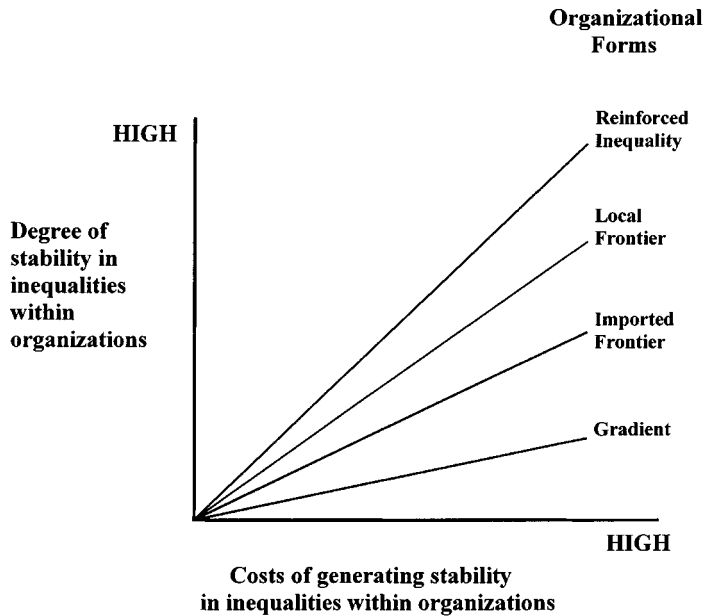 Organizational
Forms
HIGH
Reinforced
Inequality
Degree of
stability in
inequalities
within
organizations
Local
Frontier
Imported
Frontier
Gradient
HIGH
Costs of generating stability
in inequalities within organizations